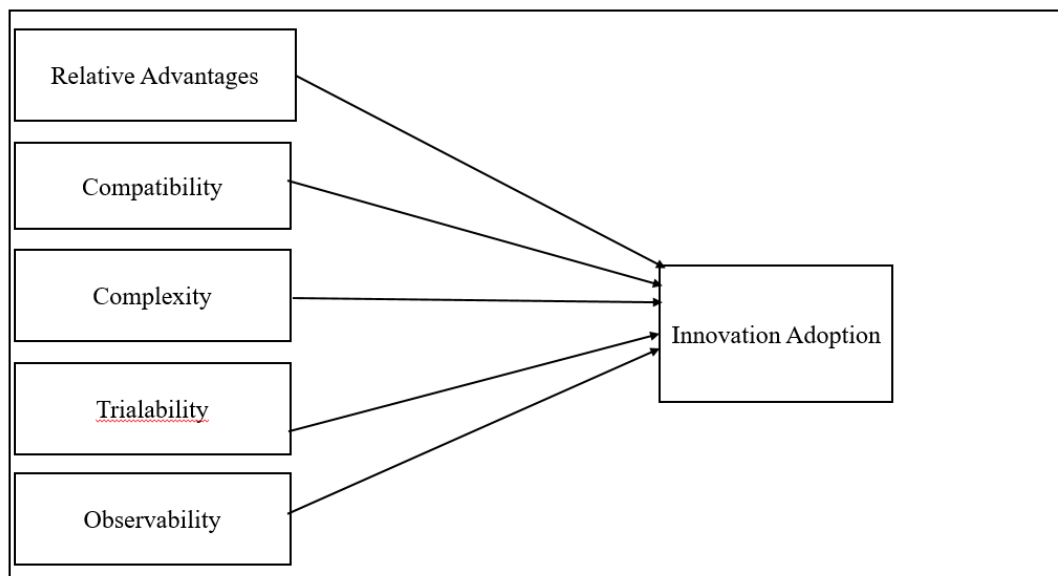 Relative Advantages
Compatibility
Complexity
Innovation Adoption
Trialability
Observability